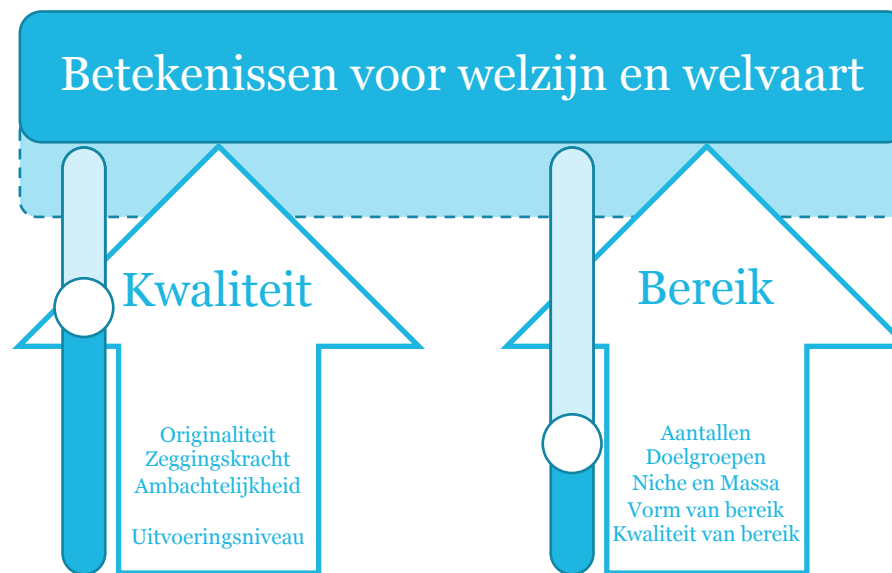 Betekenissen voor welzijn en welvaart
Kwaliteit
Originaliteit
Zeggingskracht
Ambachtelijkheid
Uitvoeringsniveau
Bereik
Aantallen
Doelgroepen
Niche en Massa
Vorm van bereik
Kwaliteit van bereik